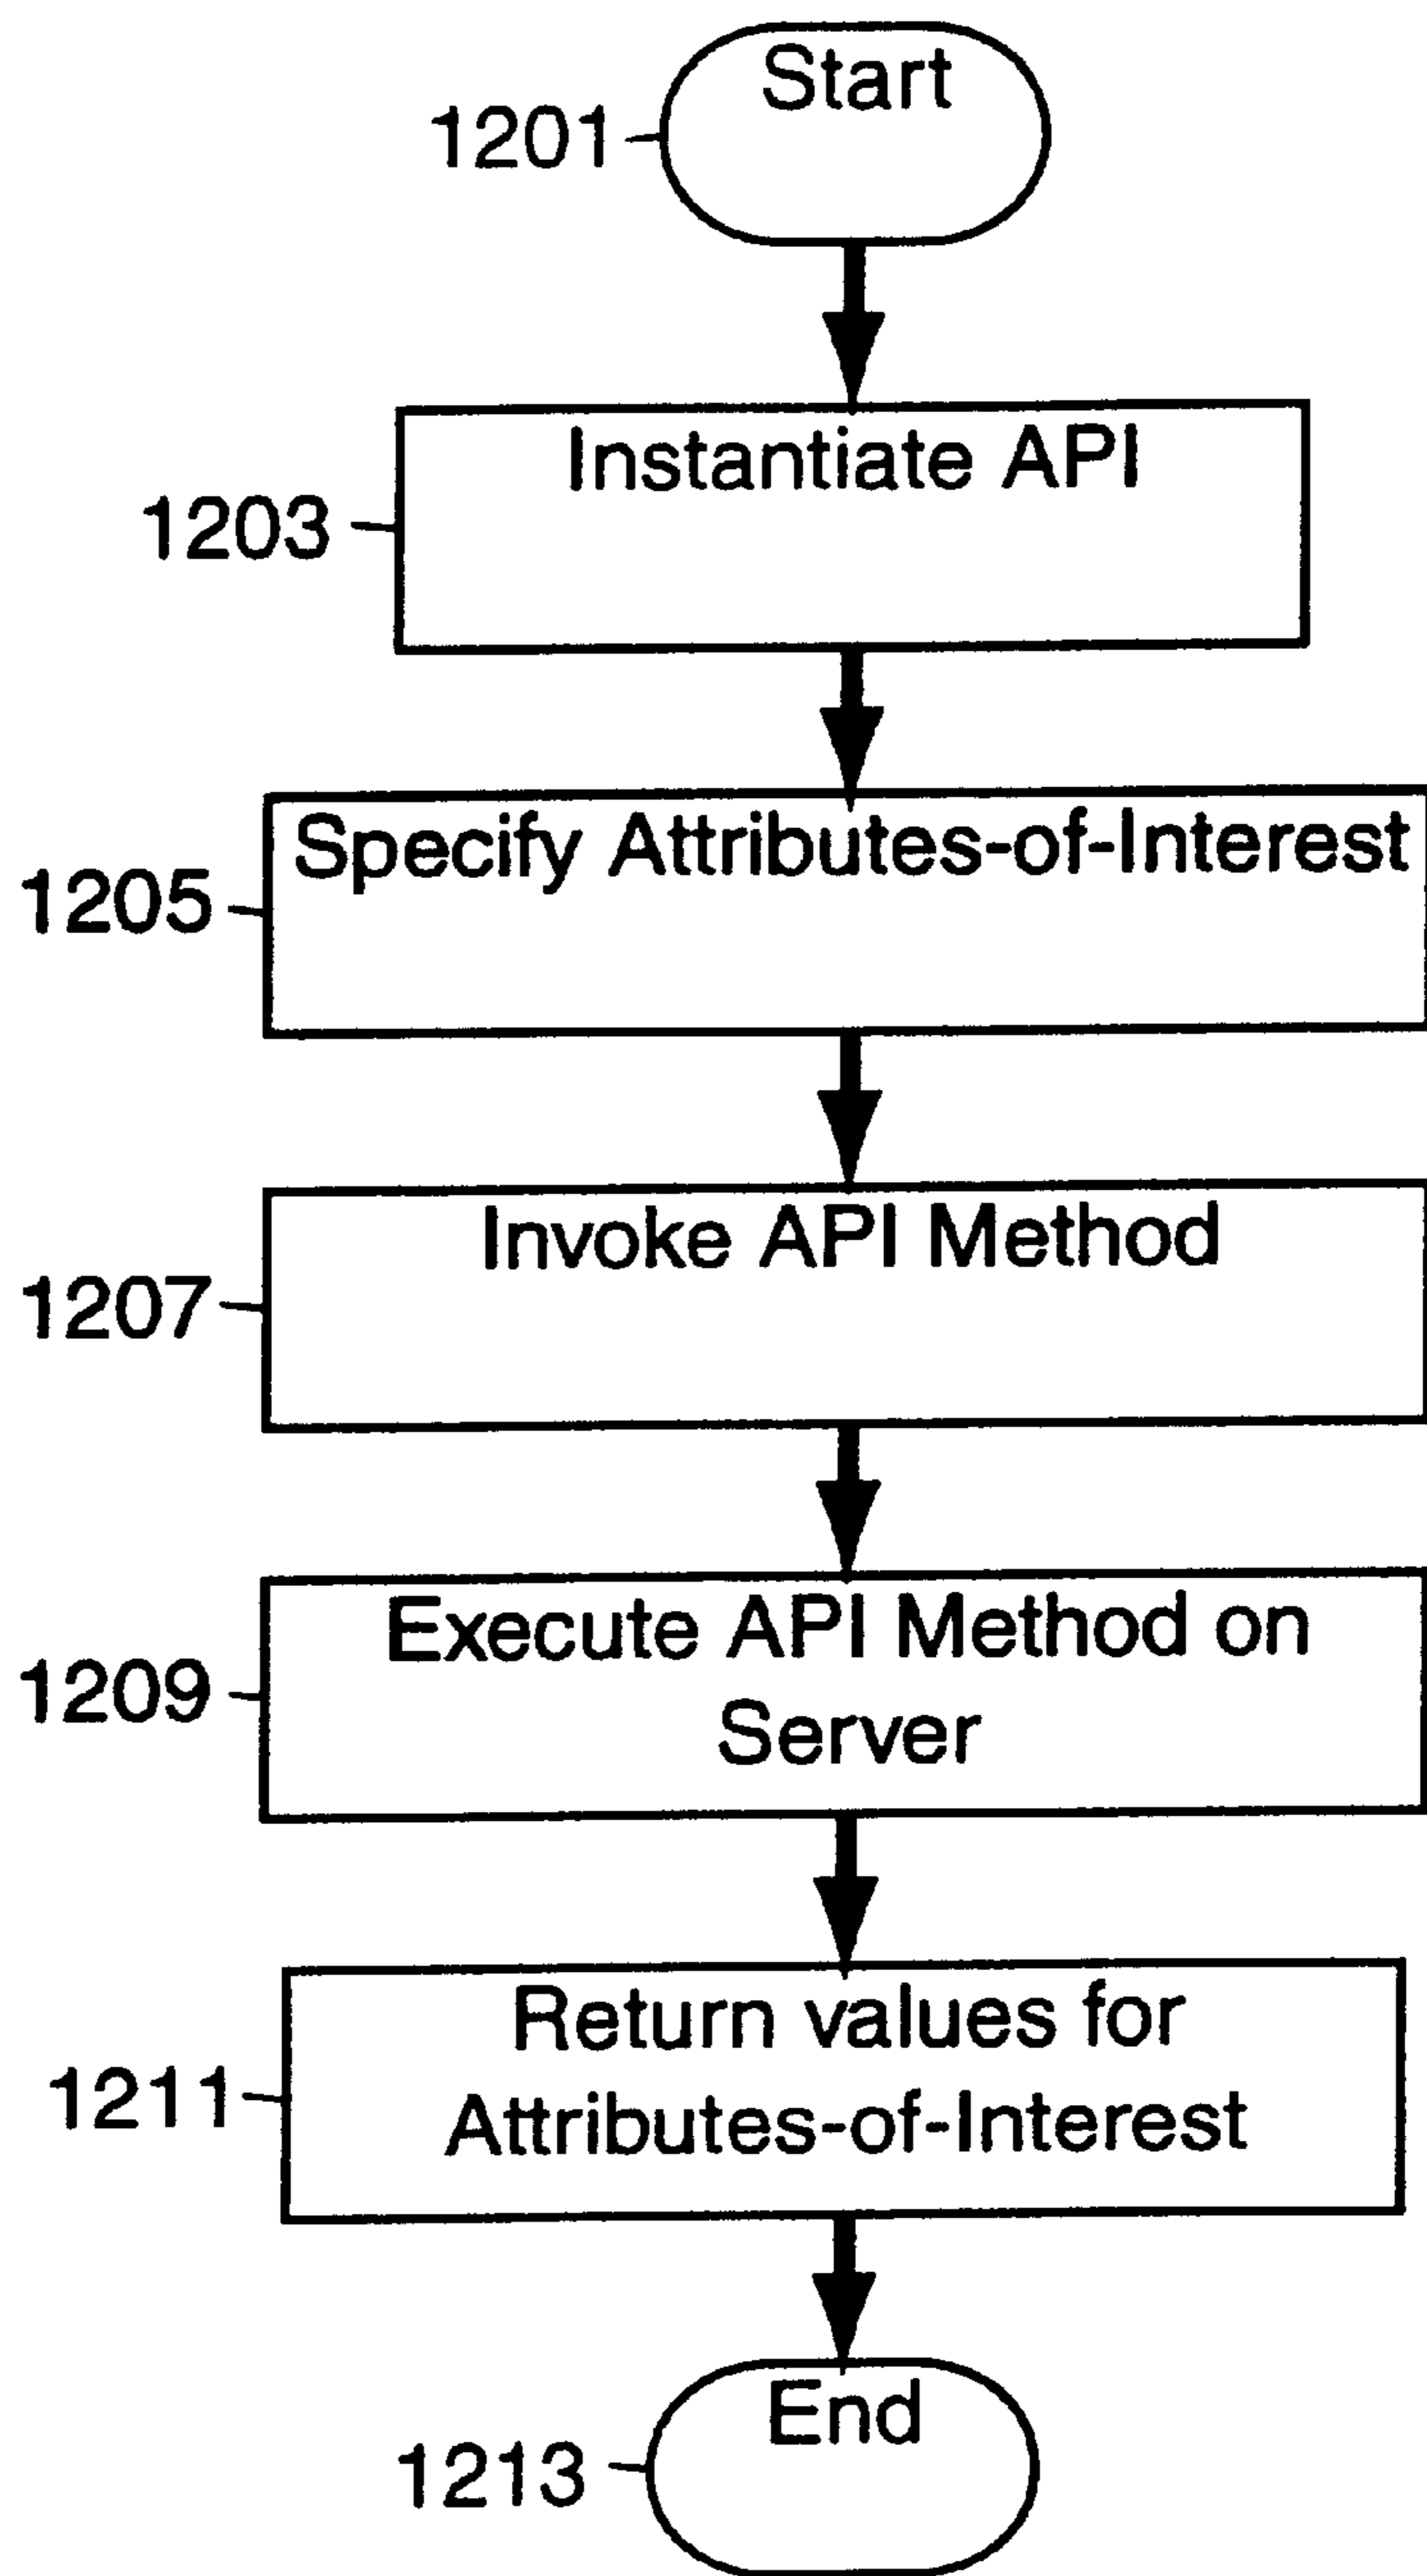 Start
1201
Instantiate API
1203
Specify Attributes-of-Interest
1205
Invoke API Method
1207
Execute API Method on
Server
1209
Return values for
Attributes-of-Interest
1211
End
1213